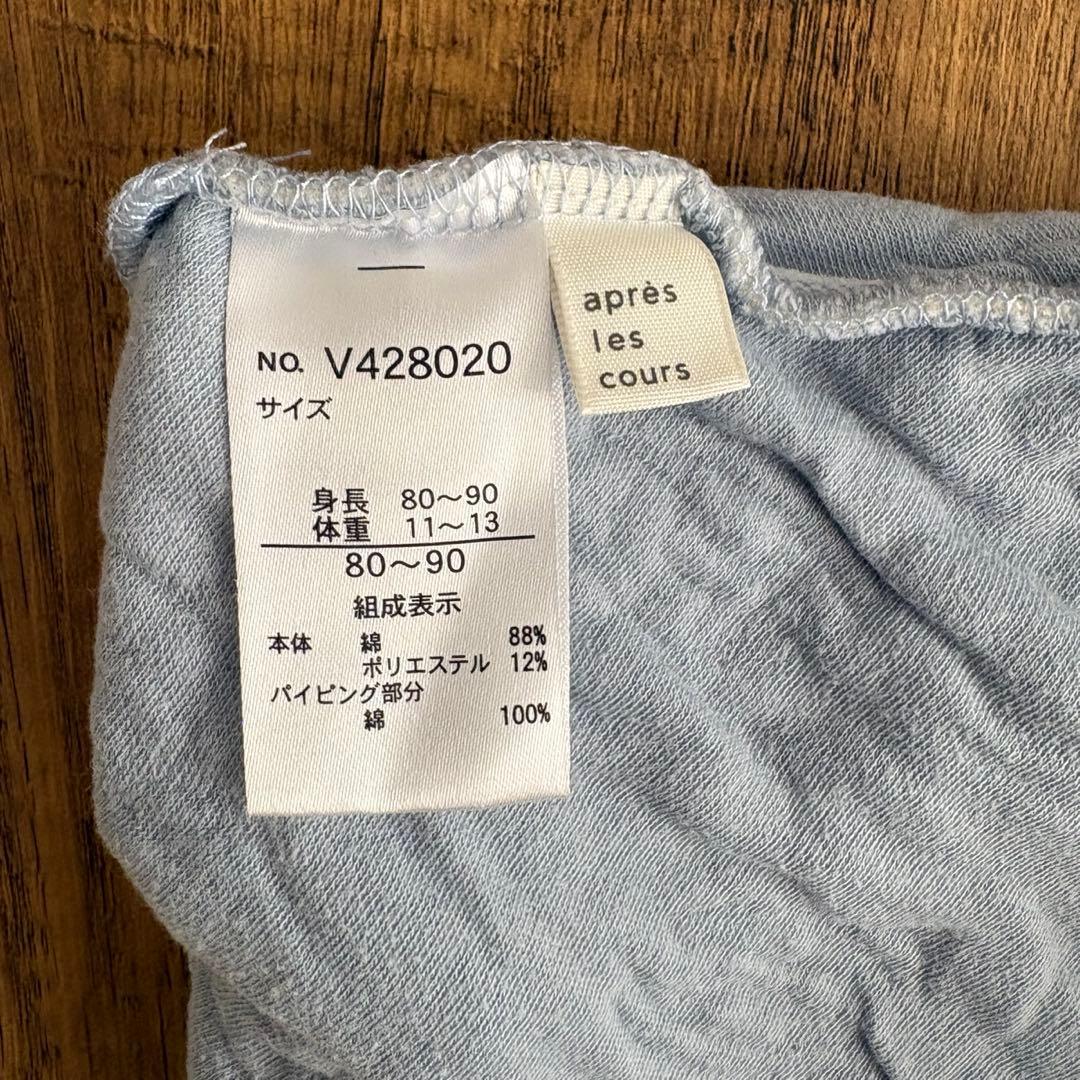 NO. V428020
サイズ
身長 80～90
体重 11～13
80～90
組成表示
本体 綿 88%
ポリエステル 12%
パイピング部分
綿 100%
après
les
cours